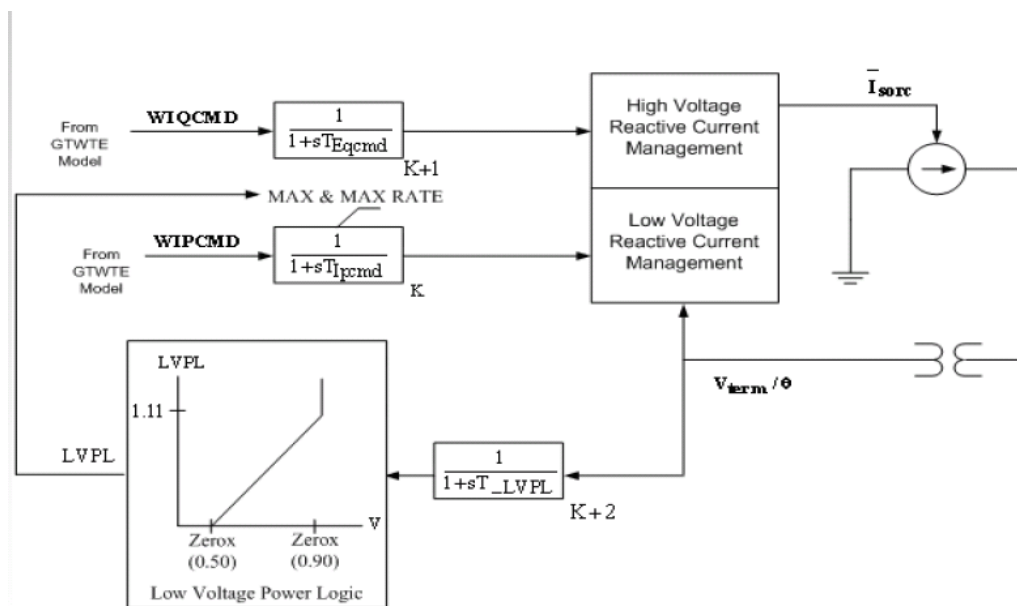 From
GTWTE
Model
WIQCMD
1
1+sT_Eqcmd
K+1
High Voltage
Reactive Current
Management
I_sorc
MAX & MAX RATE
From
GTWTE
Model
WIPCMD
1
1+sT_Ipcmd
K
Low Voltage
Reactive Current
Management
V_term / θ
LVPL
LVPL
1.11
V
Zerox
(0.50)
Zerox
(0.90)
Low Voltage Power Logic
1
1+sT_LVPL
K+2